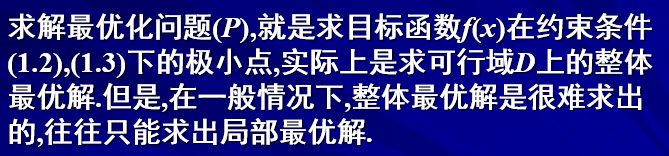 求解最优化问题(P),就是求目标函数f(x)在约束条件
(1.2),(1.3)下的极小点,实际上是求可行域D上的整体
最优解.但是,在一般情况下,整体最优解是很难求出
的,往往只能求出局部最优解.